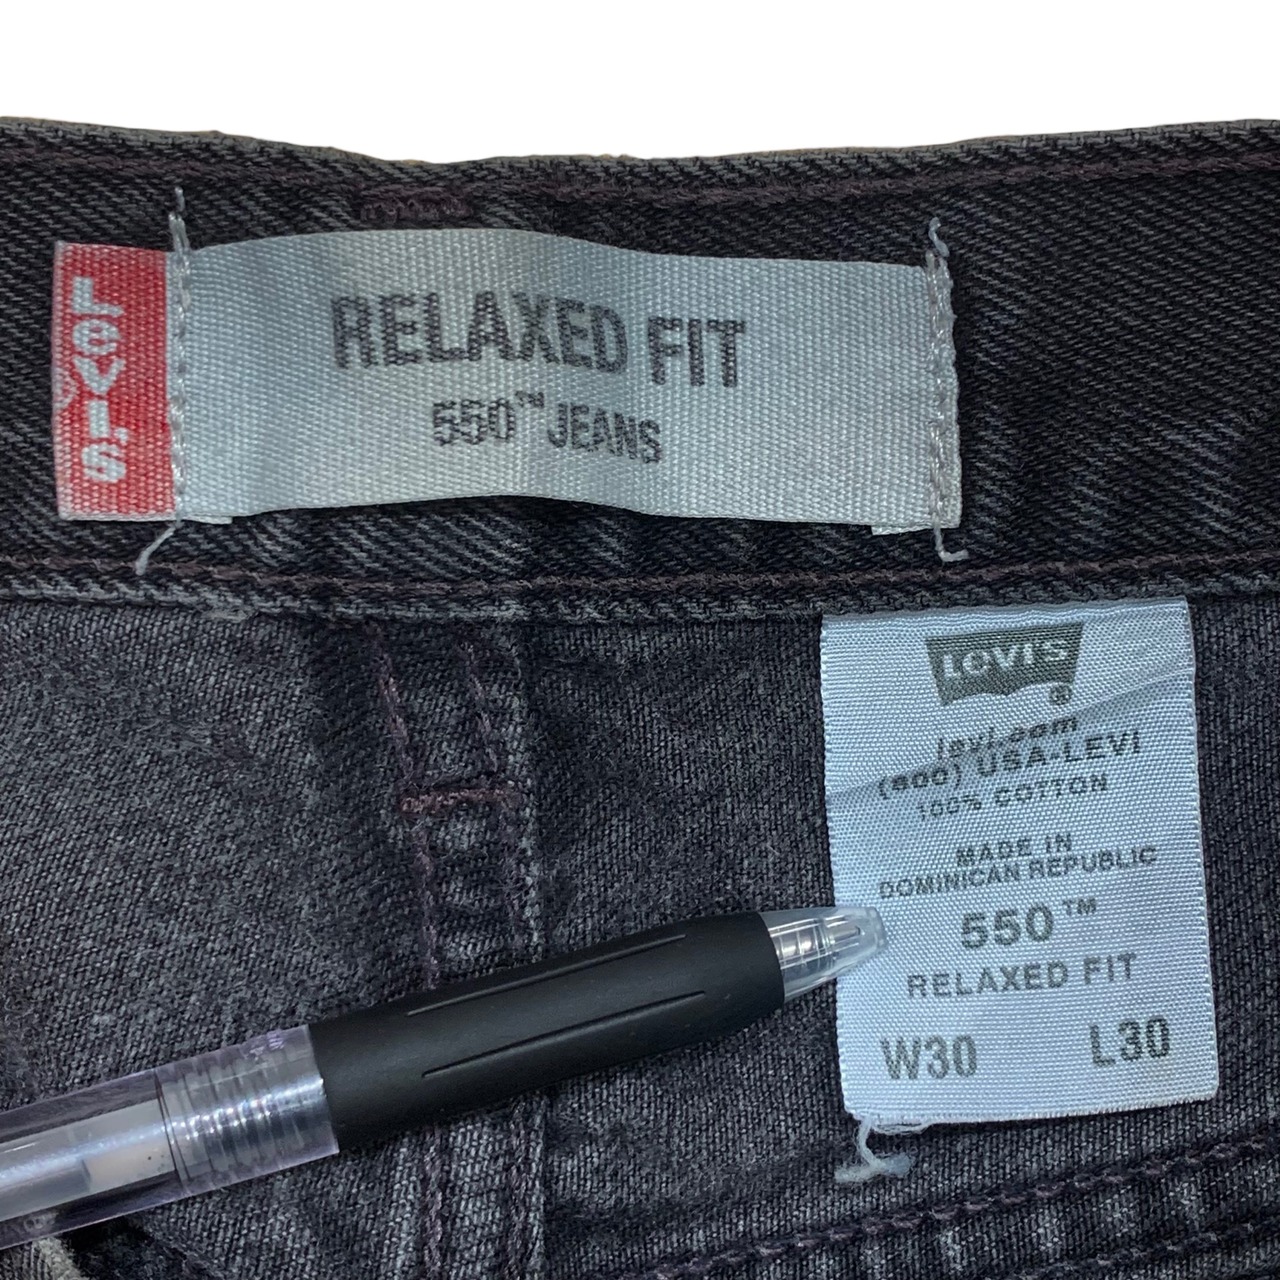 LEVI'S
RELAXED FIT
550™ JEANS
LEVI'S
®
levi.com
(800) USA-LEVI
100% COTTON
MADE IN
DOMINICAN REPUBLIC
550™
RELAXED FIT
W30 L30